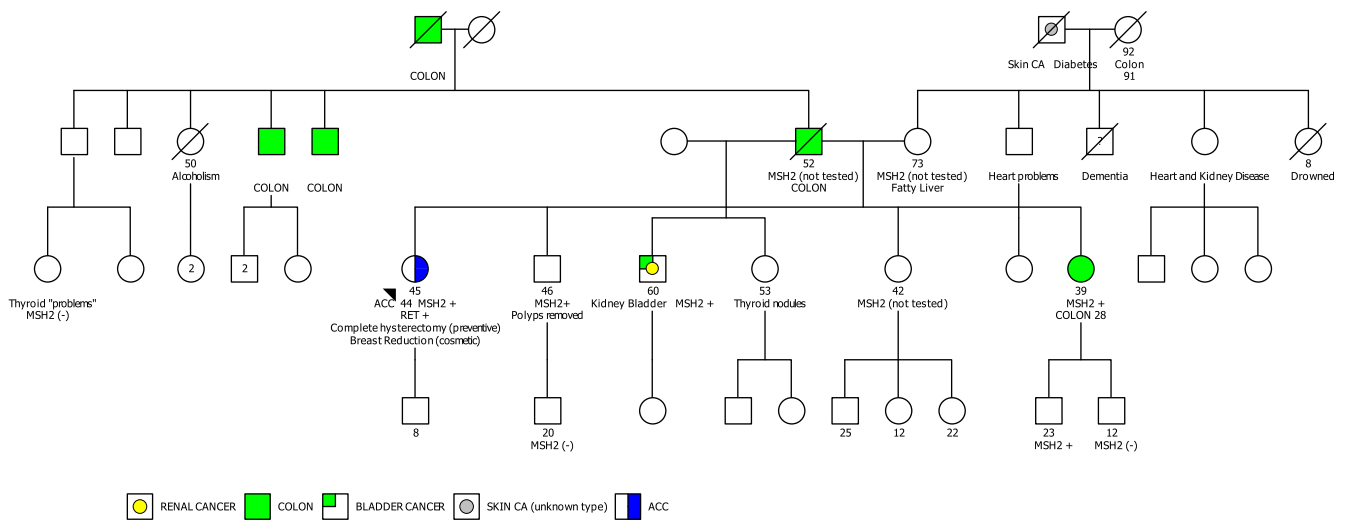 92
COLON
Skin CA Diabetes Colon
91
?
50
Alcoholism
COLON
COLON
52
MSH2 (not tested)
COLON
73
MSH2 (not tested)
Fatty Liver
Heart problems
Dementia
Heart and Kidney Disease
8
Drowned
2
2
Thyroid "problems"
MSH2 (-)
45
ACC 44 MSH2 +
RET +
Complete hysterectomy (preventive)
Breast Reduction (cosmetic)
46
MSH2+
Polyps removed
60
Kidney Bladder MSH2 +
53
Thyroid nodules
42
MSH2 (not tested)
39
MSH2 +
COLON 28
8
20
MSH2 (-)
25
12
22
23
MSH2 +
12
MSH2 (-)
RENAL CANCER
COLON
BLADDER CANCER
SKIN CA (unknown type)
ACC